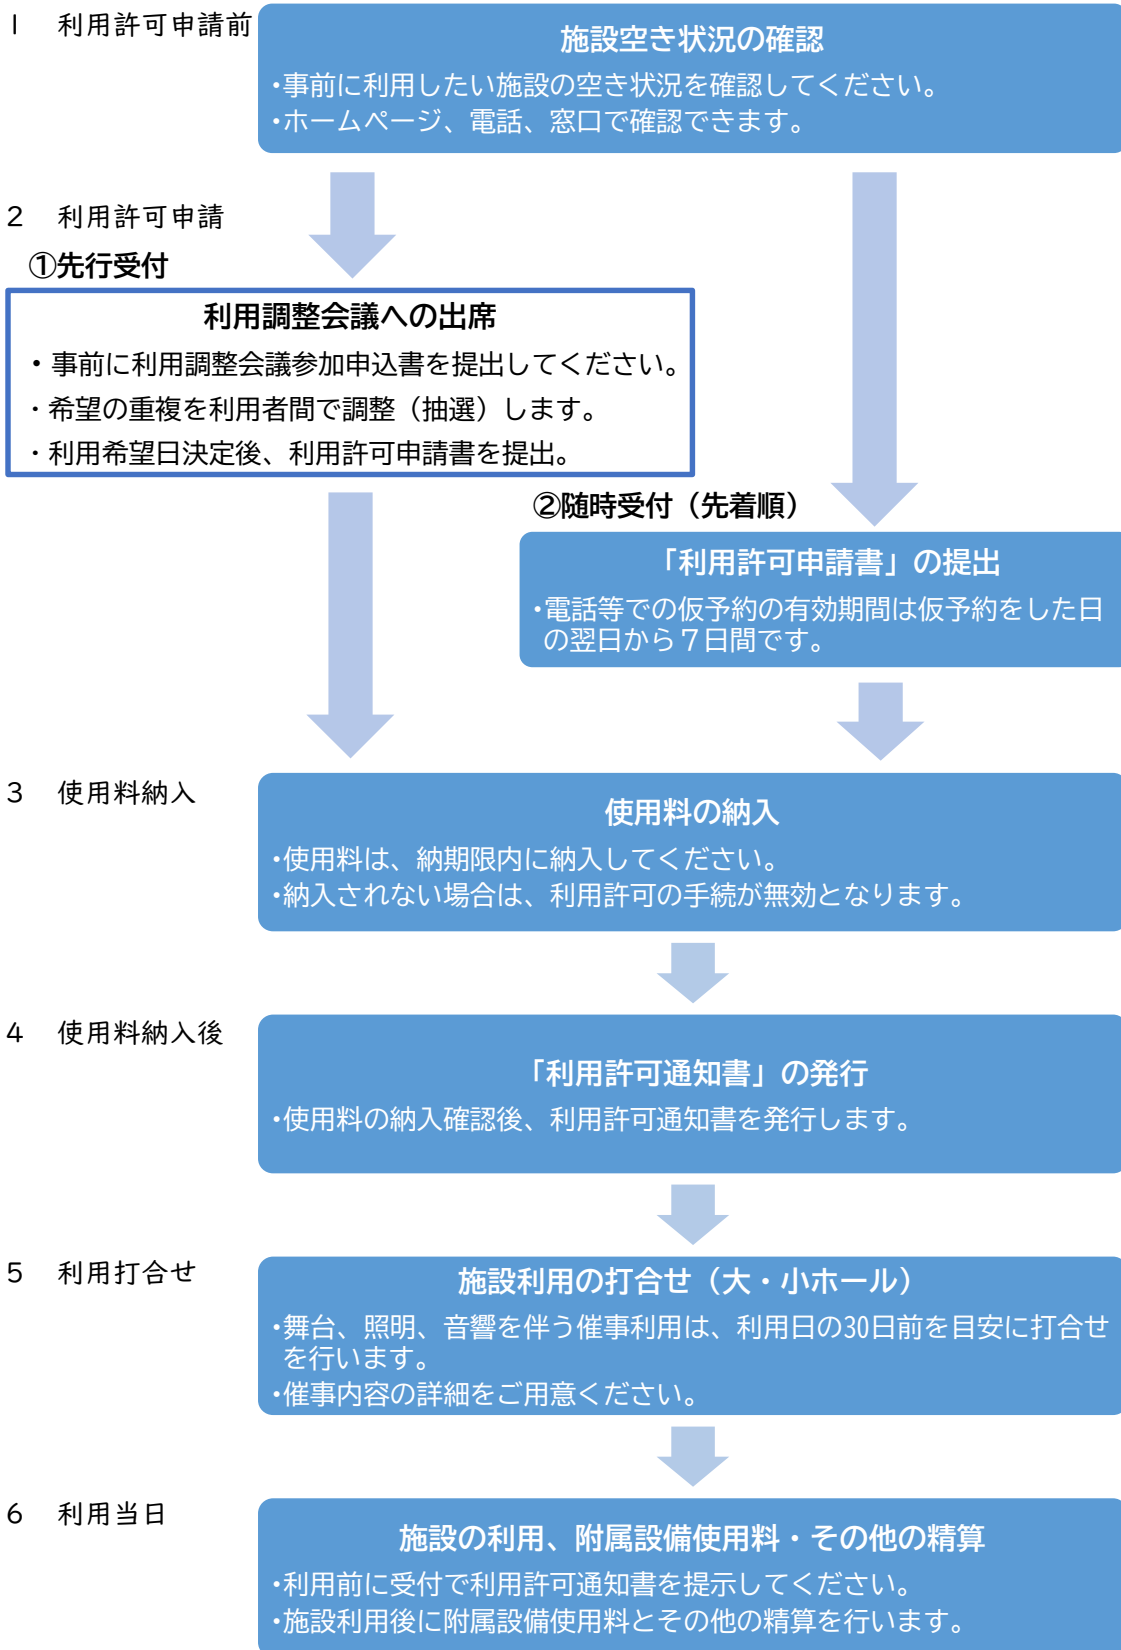 1 利用許可申請前
施設空き状況の確認
・事前に利用したい施設の空き状況を確認してください。
・ホームページ、電話、窓口で確認できます。
2 利用許可申請
①先行受付
利用調整会議への出席
・事前に利用調整会議参加申込書を提出してください。
・希望の重複を利用者間で調整（抽選）します。
・利用希望日決定後、利用許可申請書を提出。
②随時受付（先着順）
「利用許可申請書」の提出
・電話等での仮予約の有効期間は仮予約をした日
の翌日から７日間です。
3 使用料納入
使用料の納入
・使用料は、納期限内に納入してください。
・納入されない場合は、利用許可の手続が無効となります。
4 使用料納入後
「利用許可通知書」の発行
・使用料の納入確認後、利用許可通知書を発行します。
5 利用打合せ
施設利用の打合せ（大・小ホール）
・舞台、照明、音響を伴う催事利用は、利用日の30日前を目安に打合せ
を行います。
・催事内容の詳細をご用意ください。
6 利用当日
施設の利用、附属設備使用料・その他の精算
・利用前に受付で利用許可通知書を提示してください。
・施設利用後に附属設備使用料とその他の精算を行います。